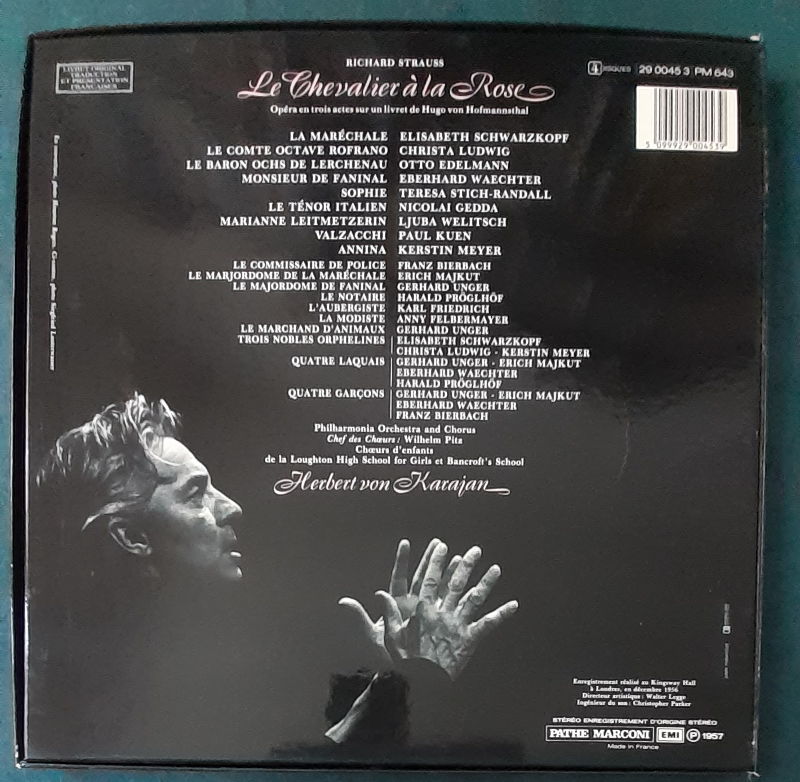 LIVRET ORIGINAL
TRADUCTION
ET PRESENTATION
FRANÇAISES
RICHARD STRAUSS
Le Chevalier à la Rose
Opéra en trois actes sur un livret de Hugo von Hofmannsthal
4 DISQUES 29 0045 3 PM 643
5 099929 004539
LA MARÉCHALE ELISABETH SCHWARZKOPF
LE COMTE OCTAVE ROFRANO CHRISTA LUDWIG
LE BARON OCHS DE LERCHENAU OTTO EDELMANN
MONSIEUR DE FANINAL EBERHARD WAECHTER
SOPHIE TERESA STICH-RANDALL
LE TÉNOR ITALIEN NICOLAI GEDDA
MARIANNE LEITMETZERIN LJUBA WELITSCH
VALZACCHI PAUL KUEN
ANNINA KERSTIN MEYER
LE COMMISSAIRE DE POLICE FRANZ BIERBACH
LE MARJORDOME DE LA MARÉCHALE ERICH MAJKUT
LE MAJORDOME DE FANINAL GERHARD UNGER
LE NOTAIRE HARALD PRÖGLHÖF
L'AUBERGISTE KARL FRIEDRICH
LA MODISTE ANNY FELBERMAYER
LE MARCHAND D'ANIMAUX GERHARD UNGER
TROIS NOBLES ORPHELINES ELISABETH SCHWARZKOPF
CHRISTA LUDWIG - KERSTIN MEYER
QUATRE LAQUAIS GERHARD UNGER - ERICH MAJKUT
EBERHARD WAECHTER
HARALD PRÖGLHÖF
QUATRE GARÇONS GERHARD UNGER - ERICH MAJKUT
EBERHARD WAECHTER
FRANZ BIERBACH
Philharmonia Orchestra and Chorus
Chef des Chœurs : Wilhelm Pitz
Chœurs d'enfants
de la Loughton High School for Girls et Bancroft's School
Herbert von Karajan
Enregistrement réalisé au Kingsway Hall
à Londres, en décembre 1956
Directeur artistique : Walter Legge
Ingénieur du son : Christopher Parker
STÉRÉO ENREGISTREMENT D'ORIGINE STÉRÉO
PATHE MARCONI EMI Ⓟ 1957
Made in France